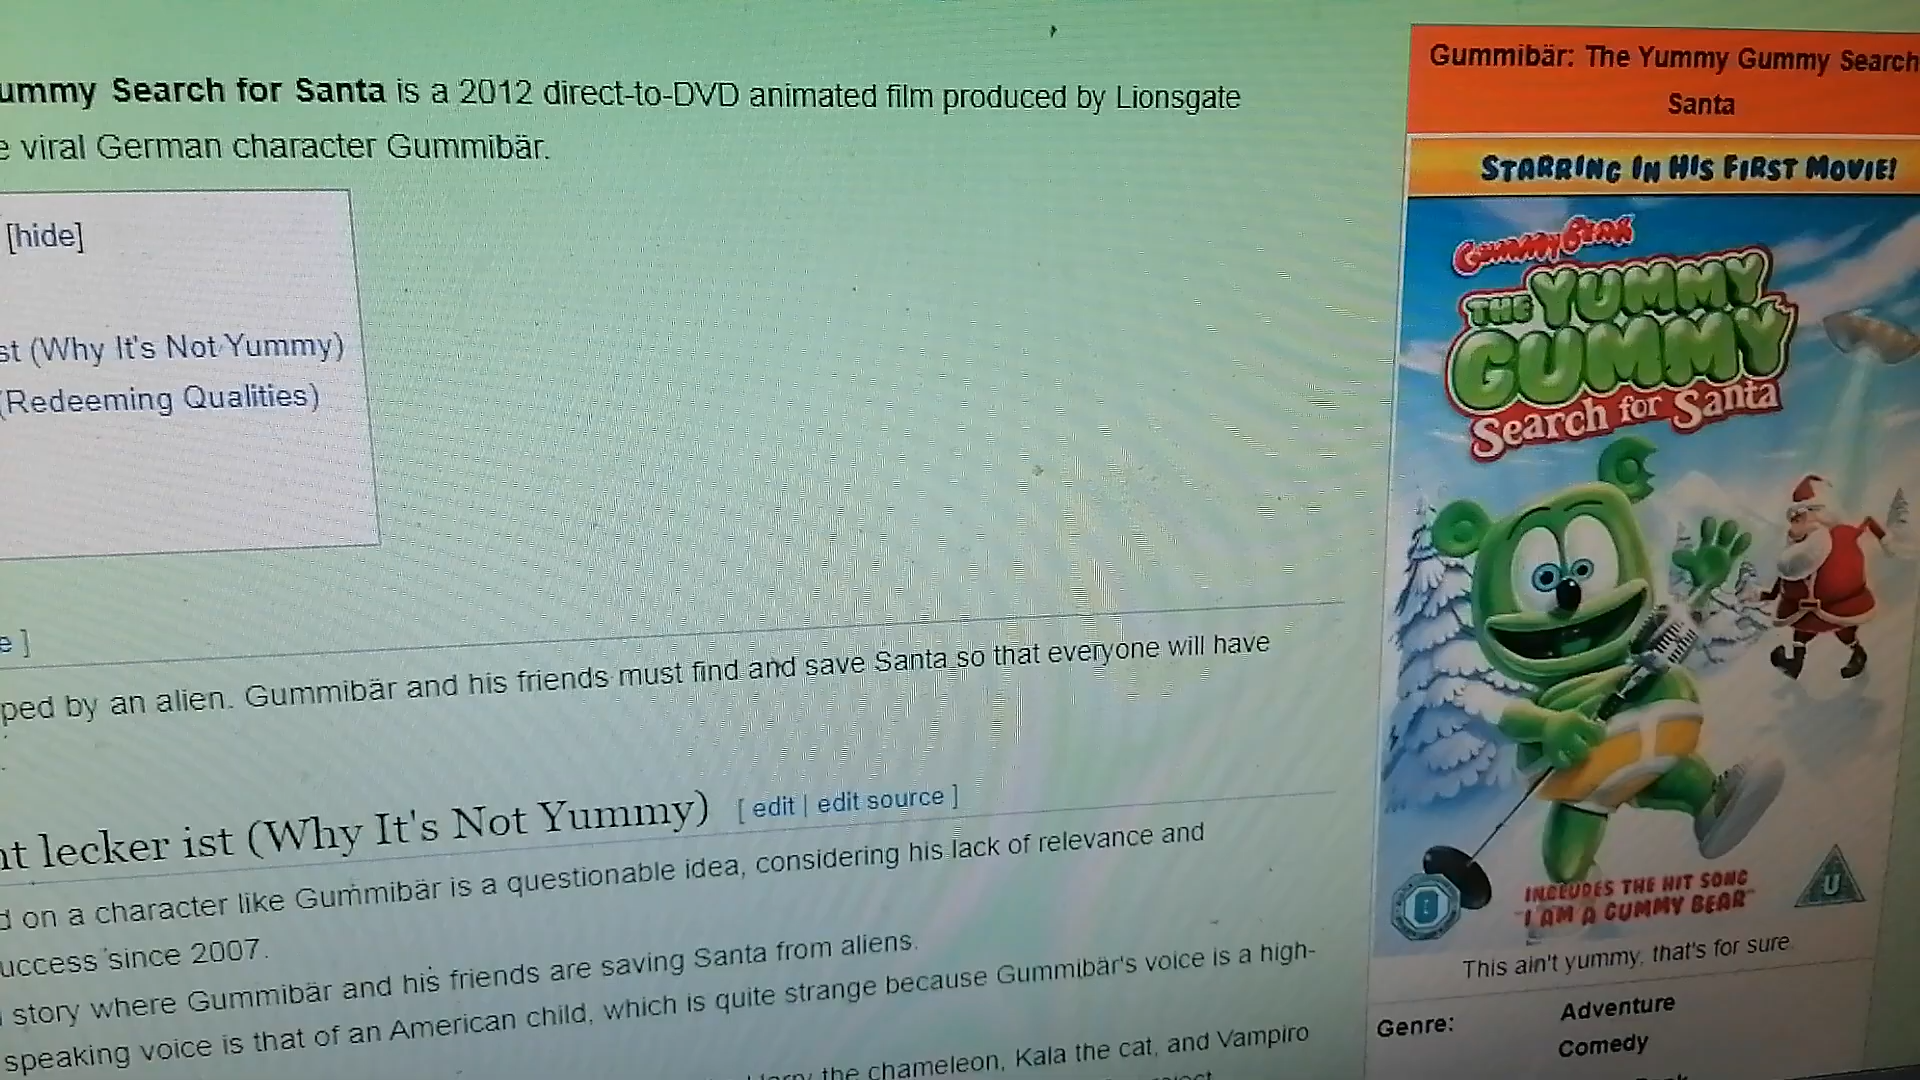 ummy Search for Santa is a 2012 direct-to-DVD animated film produced by Lionsgate
e viral German character Gummibär.
[hide]
st (Why It's Not Yummy)
(Redeeming Qualities)
e ]
ped by an alien. Gummibär and his friends must find and save Santa so that everyone will have
nt lecker ist (Why It's Not Yummy) [ edit | edit source ]
d on a character like Gummibär is a questionable idea, considering his lack of relevance and
uccess since 2007.
story where Gummibär and his friends are saving Santa from aliens.
speaking voice is that of an American child, which is quite strange because Gummibär's voice is a high-
the chameleon, Kala the cat, and Vampiro
Gummibär: The Yummy Gummy Search
Santa
STARRING IN HIS FIRST MOVIE!
GUMMYBEAR
THE YUMMY
GUMMY
Search for Santa
INCLUDES THE HIT SONG
"I AM A GUMMY BEAR"
U
This ain't yummy, that's for sure.
Genre:
Adventure
Comedy